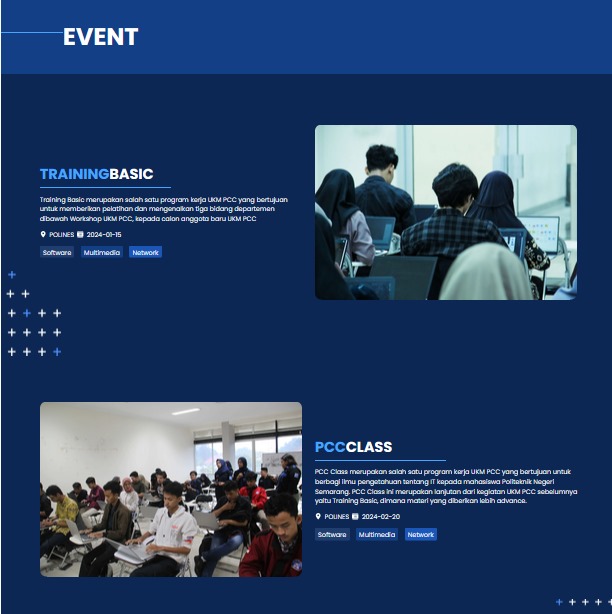 EVENT
TRAININGBASIC
Training Basic merupakan salah satu program kerja UKM PCC yang bertujuan
untuk memberikan pelatihan dan mengenalkan tiga bidang departemen
dibawah Workshop UKM PCC, kepada calon anggota baru UKM PCC
POLINES 2024-01-15
Software Multimedia Network
PCCCLASS
PCC Class merupakan salah satu program kerja UKM PCC yang bertujuan untuk
berbagi ilmu pengetahuan tentang IT kepada mahasiswa Politeknik Negeri
Semarang. PCC Class ini merupakan lanjutan dari kegiatan UKM PCC sebelumnya
yaitu Training Basic, dimana materi yang diberikan lebih advance.
POLINES 2024-02-20
Software Multimedia Network